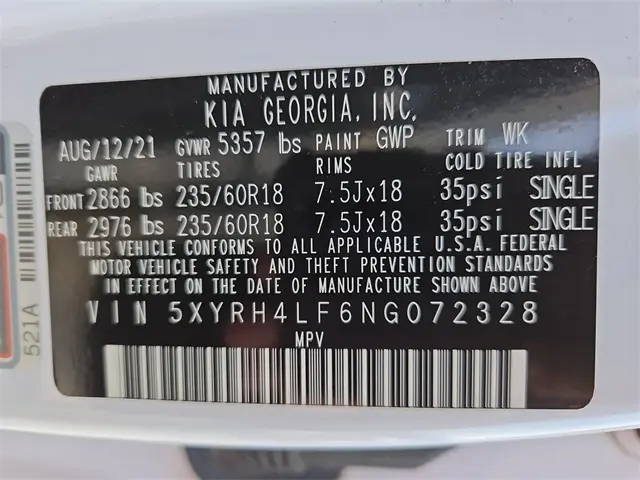 MANUFACTURED BY
KIA GEORGIA, INC.
AUG/12/21 GVWR 5357 lbs PAINT GWP TRIM WK
GAWR TIRES RIMS COLD TIRE INFL
FRONT 2866 lbs 235/60R18 7.5Jx18 35psi SINGLE
REAR 2976 lbs 235/60R18 7.5Jx18 35psi SINGLE
THIS VEHICLE CONFORMS TO ALL APPLICABLE U.S.A. FEDERAL
MOTOR VEHICLE SAFETY AND THEFT PREVENTION STANDARDS
IN EFFECT ON THE DATE OF MANUFACTURE SHOWN ABOVE
VIN 5XYRH4LF6NG072328
MPV
521A